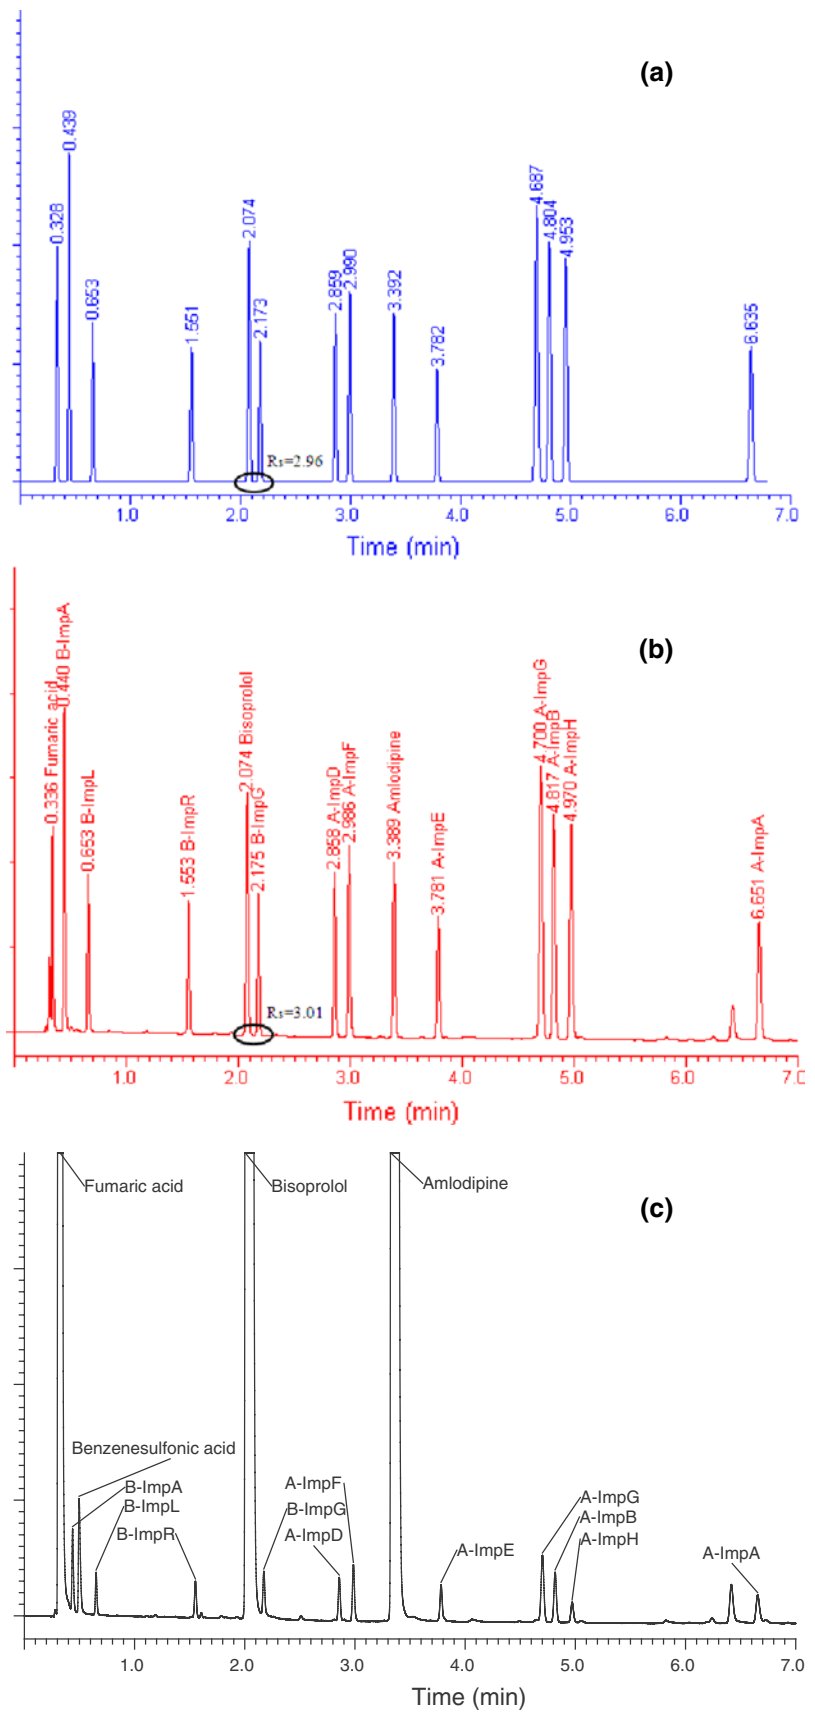 (a)
0.328
0.439
0.653
1.551
2.074
2.173
2.859
2.990
3.392
3.782
4.687
4.804
4.953
6.635
Rs=2.96
1.0 2.0 3.0 4.0 5.0 6.0 7.0
Time (min)
(b)
0.336 Fumaric acid
0.440 B-ImpA
0.653 B-ImpL
1.553 B-ImpR
2.074 Bisoprolol
2.175 B-ImpG
2.858 A-ImpD
2.986 A-ImpF
3.389 Amlodipine
3.781 A-ImpE
4.700 A-ImpG
4.817 A-ImpB
4.970 A-ImpH
6.651 A-ImpA
Rs=3.01
1.0 2.0 3.0 4.0 5.0 6.0 7.0
Time (min)
(c)
Fumaric acid
Bisoprolol
Amlodipine
Benzenesulfonic acid
B-ImpA
B-ImpL
B-ImpR
A-ImpF
B-ImpG
A-ImpD
A-ImpE
A-ImpG
A-ImpB
A-ImpH
A-ImpA
1.0 2.0 3.0 4.0 5.0 6.0 7.0
Time (min)